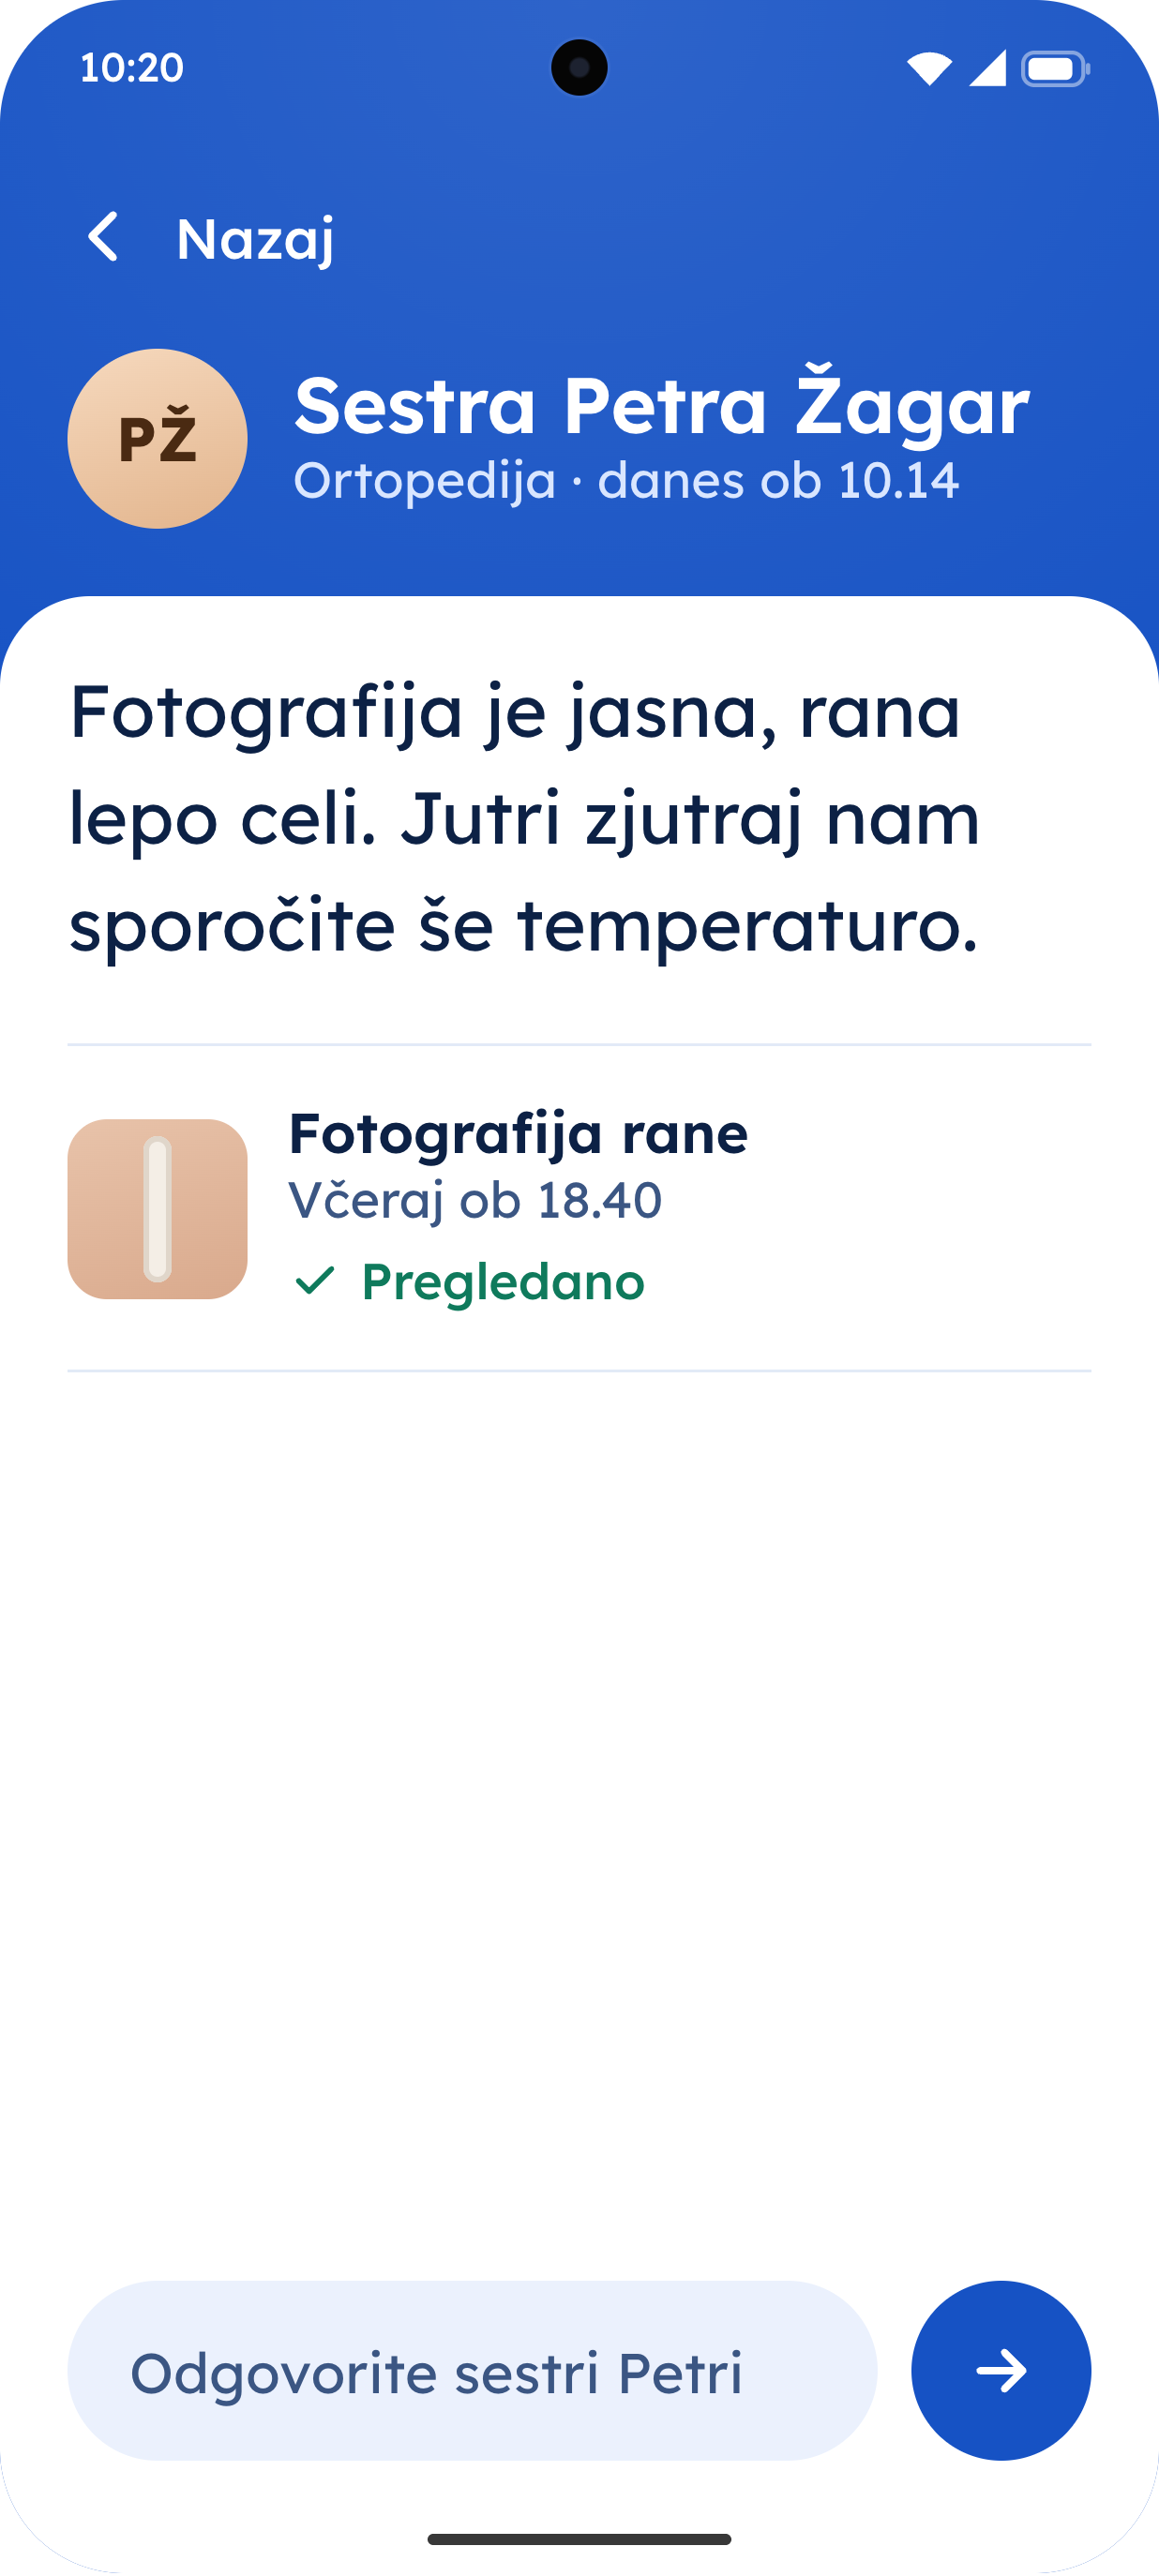 10:20
Nazaj
PŽ
Sestra Petra Žagar
Ortopedija · danes ob 10.14
Fotografija je jasna, rana
lepo celi. Jutri zjutraj nam
sporočite še temperaturo.
Fotografija rane
Včeraj ob 18.40
Pregledano
Odgovorite sestri Petri